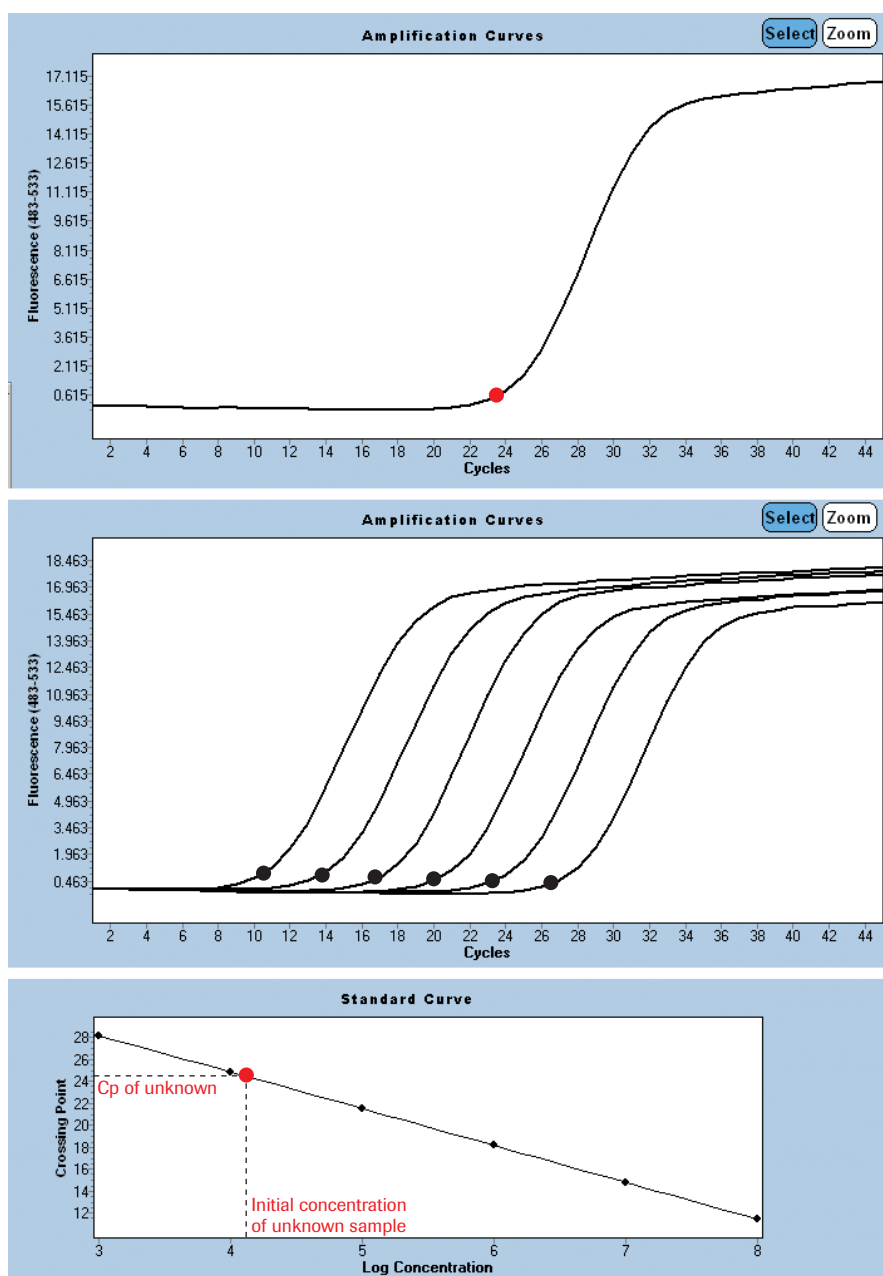 Amplification Curves
Select Zoom
Fluorescence (483-533)
17.115
15.615
14.115
12.615
11.115
9.615
8.115
6.615
5.115
3.615
2.115
0.615
2 4 6 8 10 12 14 16 18 20 22 24 26 28 30 32 34 36 38 40 42 44
Cycles
Amplification Curves
Select Zoom
Fluorescence (483-533)
18.463
16.963
15.463
13.963
12.463
10.963
9.463
7.963
6.463
4.963
3.463
1.963
0.463
2 4 6 8 10 12 14 16 18 20 22 24 26 28 30 32 34 36 38 40 42 44
Cycles
Standard Curve
Crossing Point
28
26
24
22
20
18
16
14
12
Cp of unknown
Initial concentration
of unknown sample
3 4 5 6 7 8
Log Concentration